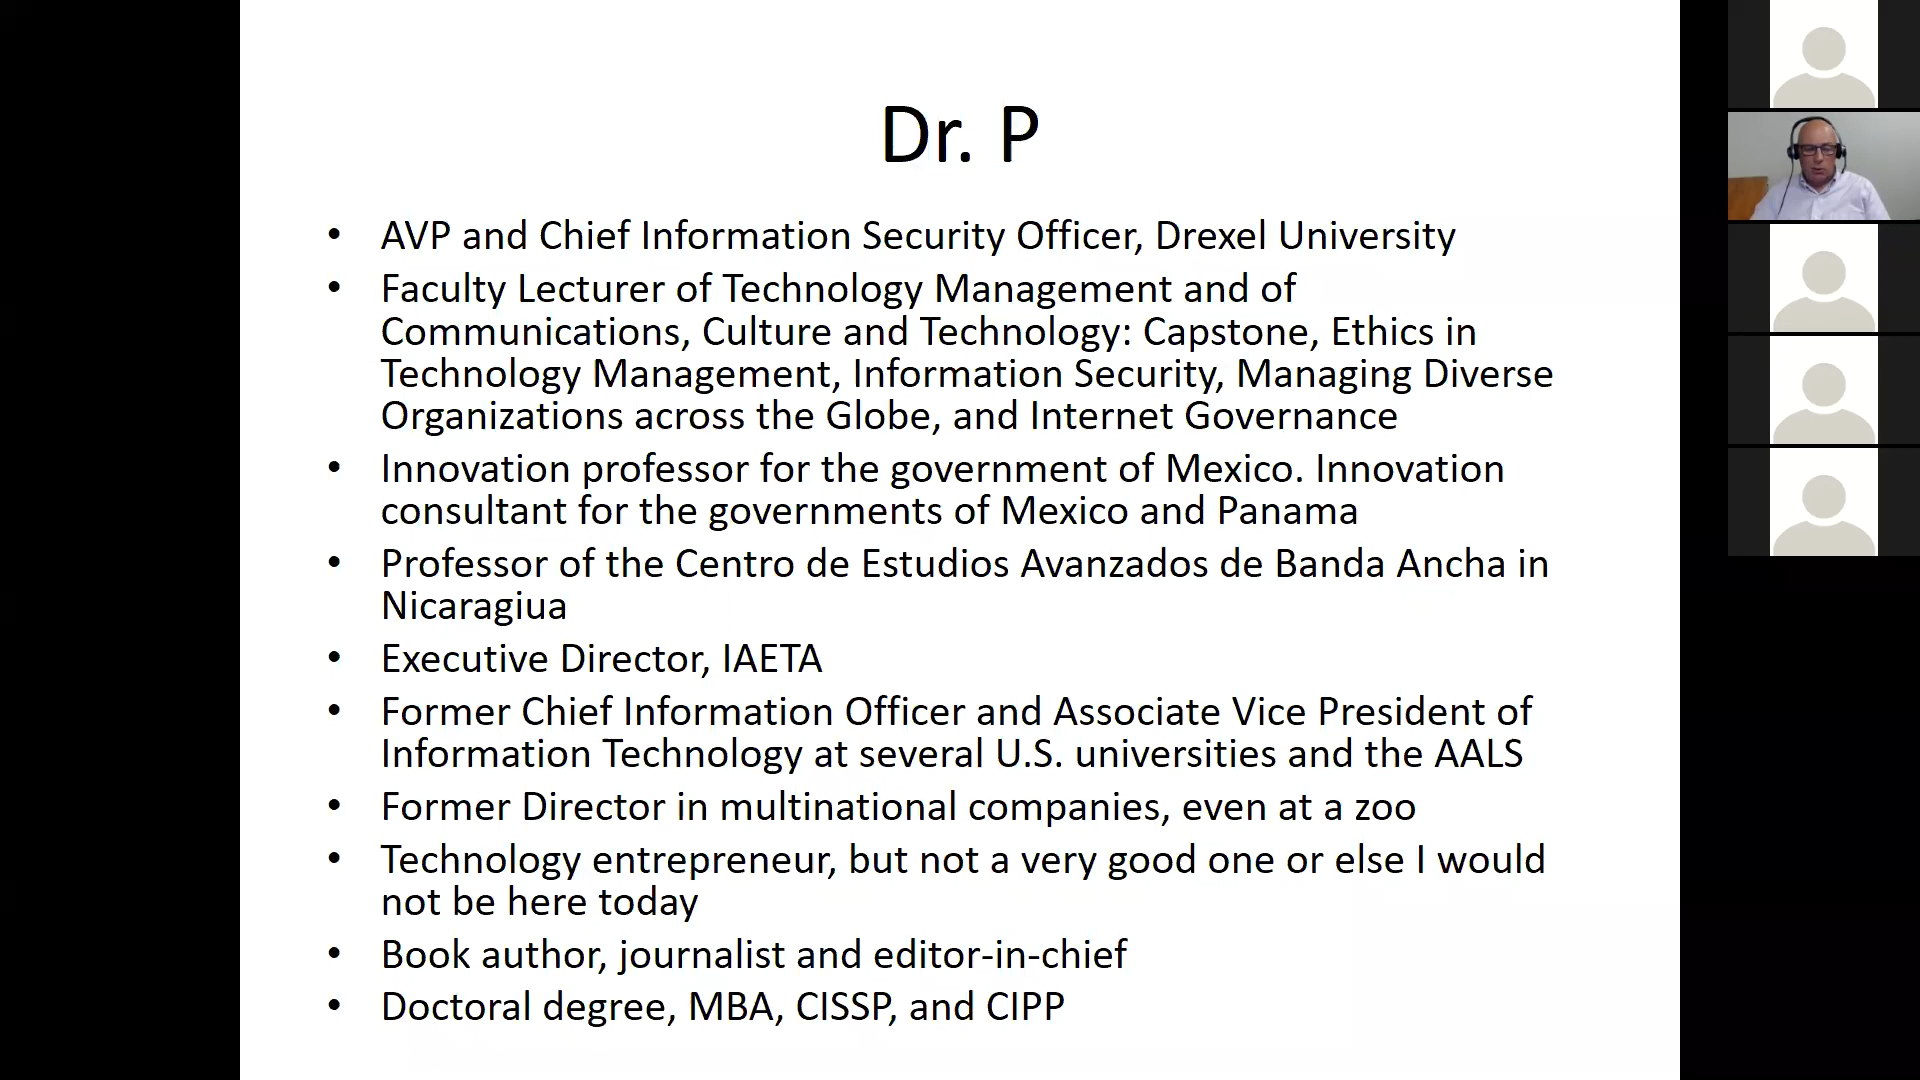 Dr. P
• AVP and Chief Information Security Officer, Drexel University
• Faculty Lecturer of Technology Management and of
Communications, Culture and Technology: Capstone, Ethics in
Technology Management, Information Security, Managing Diverse
Organizations across the Globe, and Internet Governance
• Innovation professor for the government of Mexico. Innovation
consultant for the governments of Mexico and Panama
• Professor of the Centro de Estudios Avanzados de Banda Ancha in
Nicaragiua
• Executive Director, IAETA
• Former Chief Information Officer and Associate Vice President of
Information Technology at several U.S. universities and the AALS
• Former Director in multinational companies, even at a zoo
• Technology entrepreneur, but not a very good one or else I would
not be here today
• Book author, journalist and editor-in-chief
• Doctoral degree, MBA, CISSP, and CIPP